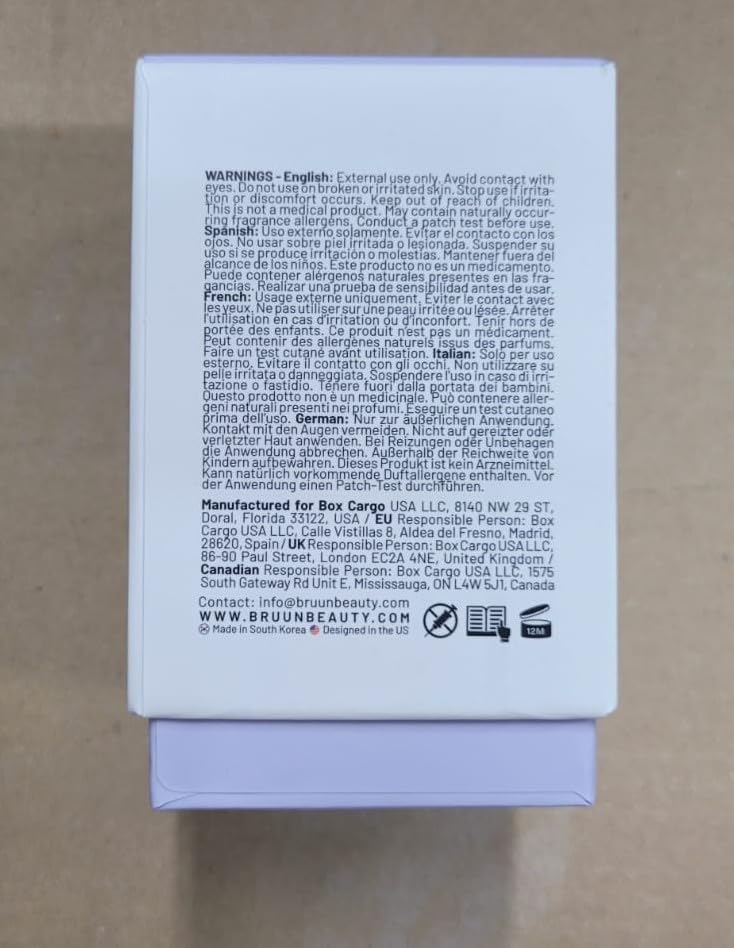 WARNINGS - English: External use only. Avoid contact with
eyes. Do not use on broken or irritated skin. Stop use if irrita-
tion or discomfort occurs. Keep out of reach of children.
This is not a medical product. May contain naturally occur-
ring fragrance allergens. Conduct a patch test before use.
Spanish: Uso externo solamente. Evitar el contacto con los
ojos. No usar sobre piel irritada o lesionada. Suspender su
uso si se produce irritación o molestias. Mantener fuera del
alcance de los niños. Este producto no es un medicamento.
Puede contener alérgenos naturales presentes en las fra-
gancias. Realizar una prueba de sensibilidad antes de usar.
French: Usage externe uniquement. Éviter le contact avec
les yeux. Ne pas utiliser sur une peau irritée ou lésée. Arrêter
l'utilisation en cas d'irritation ou d'inconfort. Tenir hors de
portée des enfants. Ce produit n'est pas un médicament.
Peut contenir des allergènes naturels issus des parfums.
Faire un test cutané avant utilisation. Italian: Solo per uso
esterno. Evitare il contatto con gli occhi. Non utilizzare su
pelle irritata o danneggiata. Sospendere l'uso in caso di irri-
tazione o fastidio. Tenere fuori dalla portata dei bambini.
Questo prodotto non è un medicinale. Può contenere aller-
geni naturali presenti nei profumi. Eseguire un test cutaneo
prima dell'uso. German: Nur zur äußerlichen Anwendung.
Kontakt mit den Augen vermeiden. Nicht auf gereizter oder
verletzter Haut anwenden. Bei Reizungen oder Unbehagen
die Anwendung abbrechen. Außerhalb der Reichweite von
Kindern aufbewahren. Dieses Produkt ist kein Arzneimittel.
Kann natürlich vorkommende Duftallergene enthalten. Vor
der Anwendung einen Patch-Test durchführen.
Manufactured for Box Cargo USA LLC, 8140 NW 29 ST,
Doral, Florida 33122, USA / EU Responsible Person: Box
Cargo USA LLC, Calle Vistillas 8, Aldea del Fresno, Madrid,
28620, Spain / UK Responsible Person: Box Cargo USA LLC,
86-90 Paul Street, London EC2A 4NE, United Kingdom /
Canadian Responsible Person: Box Cargo USA LLC, 1575
South Gateway Rd Unit E, Mississauga, ON L4W 5J1, Canada
Contact: info@bruunbeauty.com
WWW.BRUUNBEAUTY.COM
Made in South Korea Designed in the US
12M